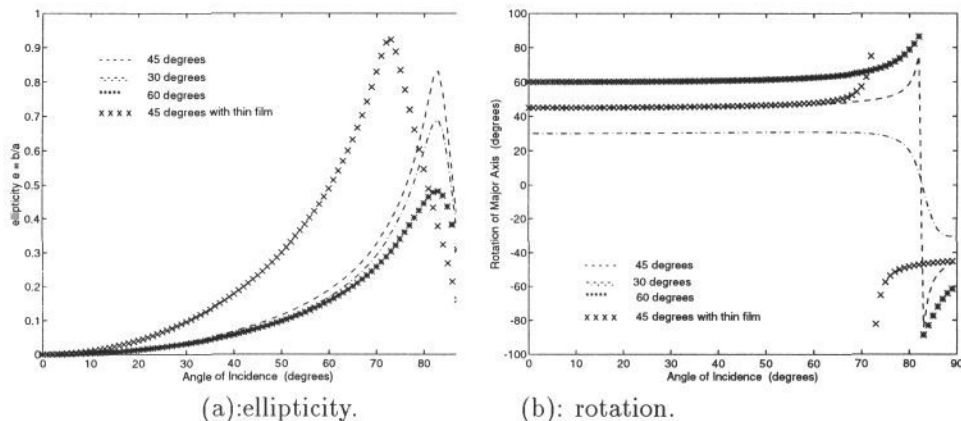 1
0.9
0.8
0.7
0.6
0.5
0.4
0.3
0.2
0.1
0
ellipticity e = b/a
45 degrees
30 degrees
60 degrees
45 degrees with thin film
0 10 20 30 40 50 60 70 80
Angle of Incidence (degrees)
(a):ellipticity.
100
80
60
40
20
0
-20
-40
-60
-80
-100
Rotation of Major Axis (degrees)
45 degrees
30 degrees
60 degrees
45 degrees with thin film
0 10 20 30 40 50 60 70 80 90
Angle of Incidence (degrees)
(b): rotation.